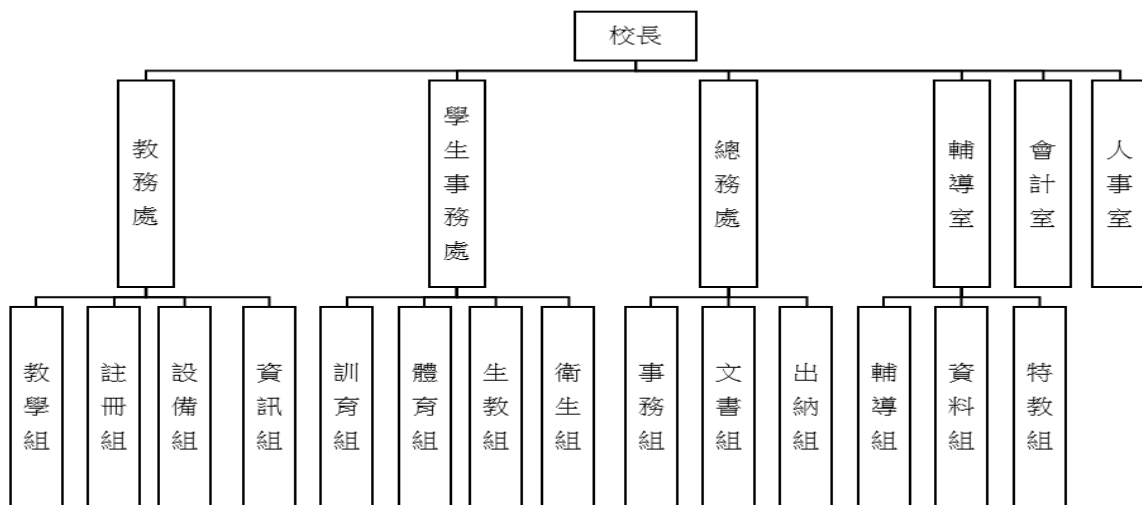 校長
教務處
學生事務處
總務處
輔導室
會計室
人事室
教學組
註冊組
設備組
資訊組
訓育組
體育組
生教組
衛生組
事務組
文書組
出納組
輔導組
資料組
特教組